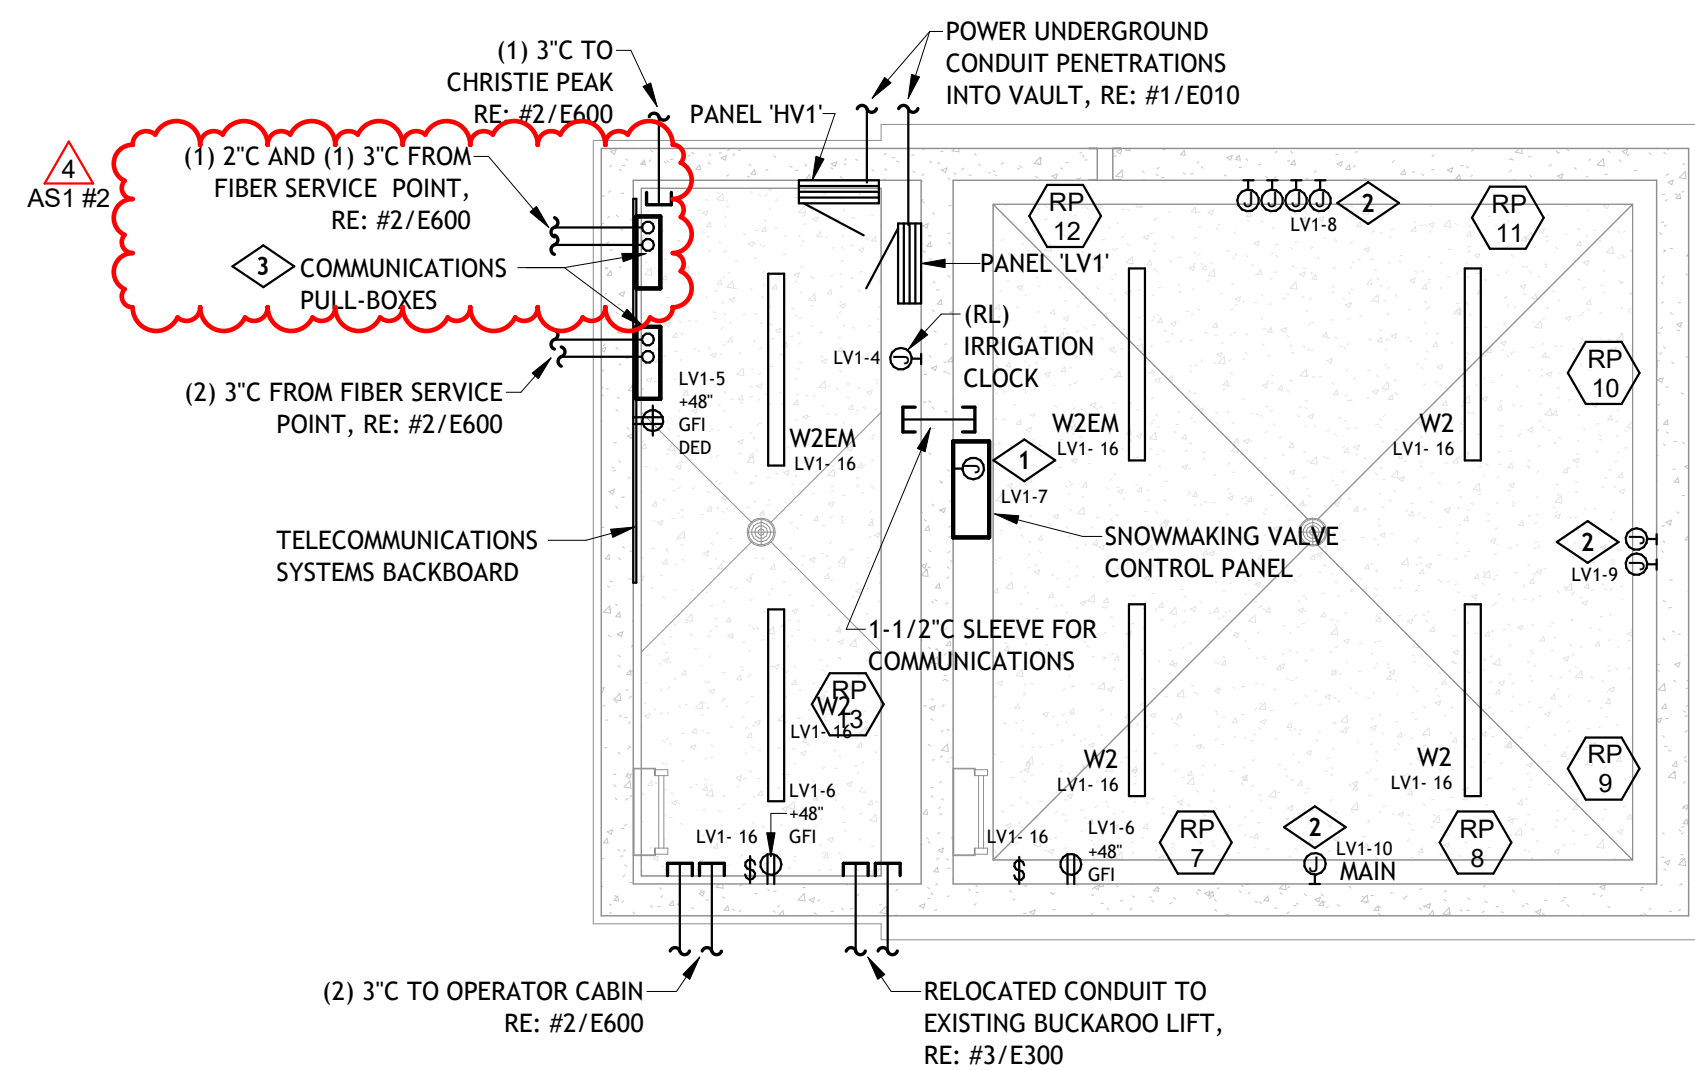 (1) 3"C TO
CHRISTIE PEAK
RE: #2/E600
PANEL 'HV1'
POWER UNDERGROUND
CONDUIT PENETRATIONS
INTO VAULT, RE: #1/E010
4
AS1 #2
(1) 2"C AND (1) 3"C FROM
FIBER SERVICE POINT,
RE: #2/E600
3
COMMUNICATIONS
PULL-BOXES
(2) 3"C FROM FIBER SERVICE
POINT, RE: #2/E600
LV1-5
+48"
GFI
DED
TELECOMMUNICATIONS
SYSTEMS BACKBOARD
PANEL 'LV1'
LV1-4
J
(RL)
IRRIGATION
CLOCK
W2EM
LV1- 16
1-1/2"C SLEEVE FOR
COMMUNICATIONS
RP
13
W2
LV1- 16
LV1-6
+48"
GFI
LV1- 16
$
(2) 3"C TO OPERATOR CABIN
RE: #2/E600
RELOCATED CONDUIT TO
EXISTING BUCKAROO LIFT,
RE: #3/E300
RP
12
J J J J
2
LV1-8
RP
11
RP
10
W2EM
LV1- 16
W2
LV1- 16
J
1
LV1-7
SNOWMAKING VALVE
CONTROL PANEL
2
J
J
LV1-9
W2
LV1- 16
W2
LV1- 16
RP
9
LV1- 16
$
LV1-6
+48"
GFI
RP
7
2
LV1-10
J
MAIN
RP
8